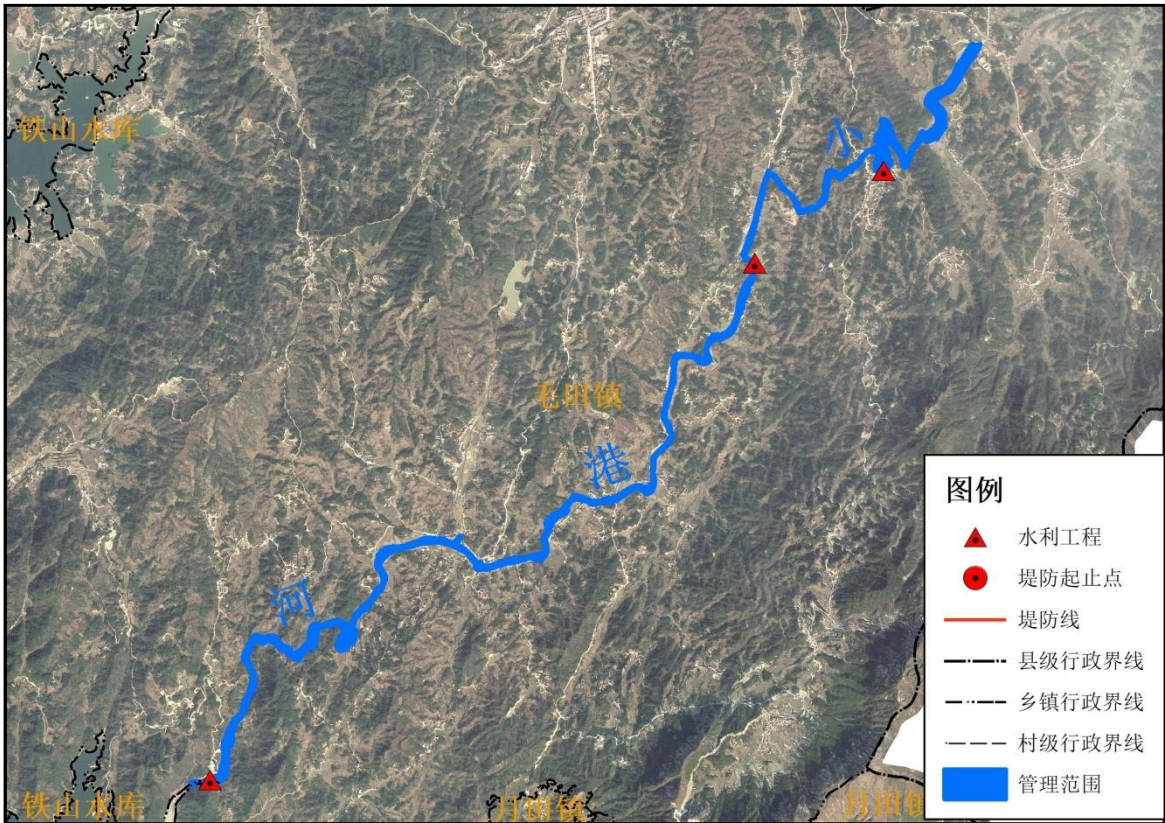 铁山水库
小
毛田镇
港
河
铁山水库
月田镇
月田镇
图例
水利工程
堤防起止点
堤防线
县级行政界线
乡镇行政界线
村级行政界线
管理范围